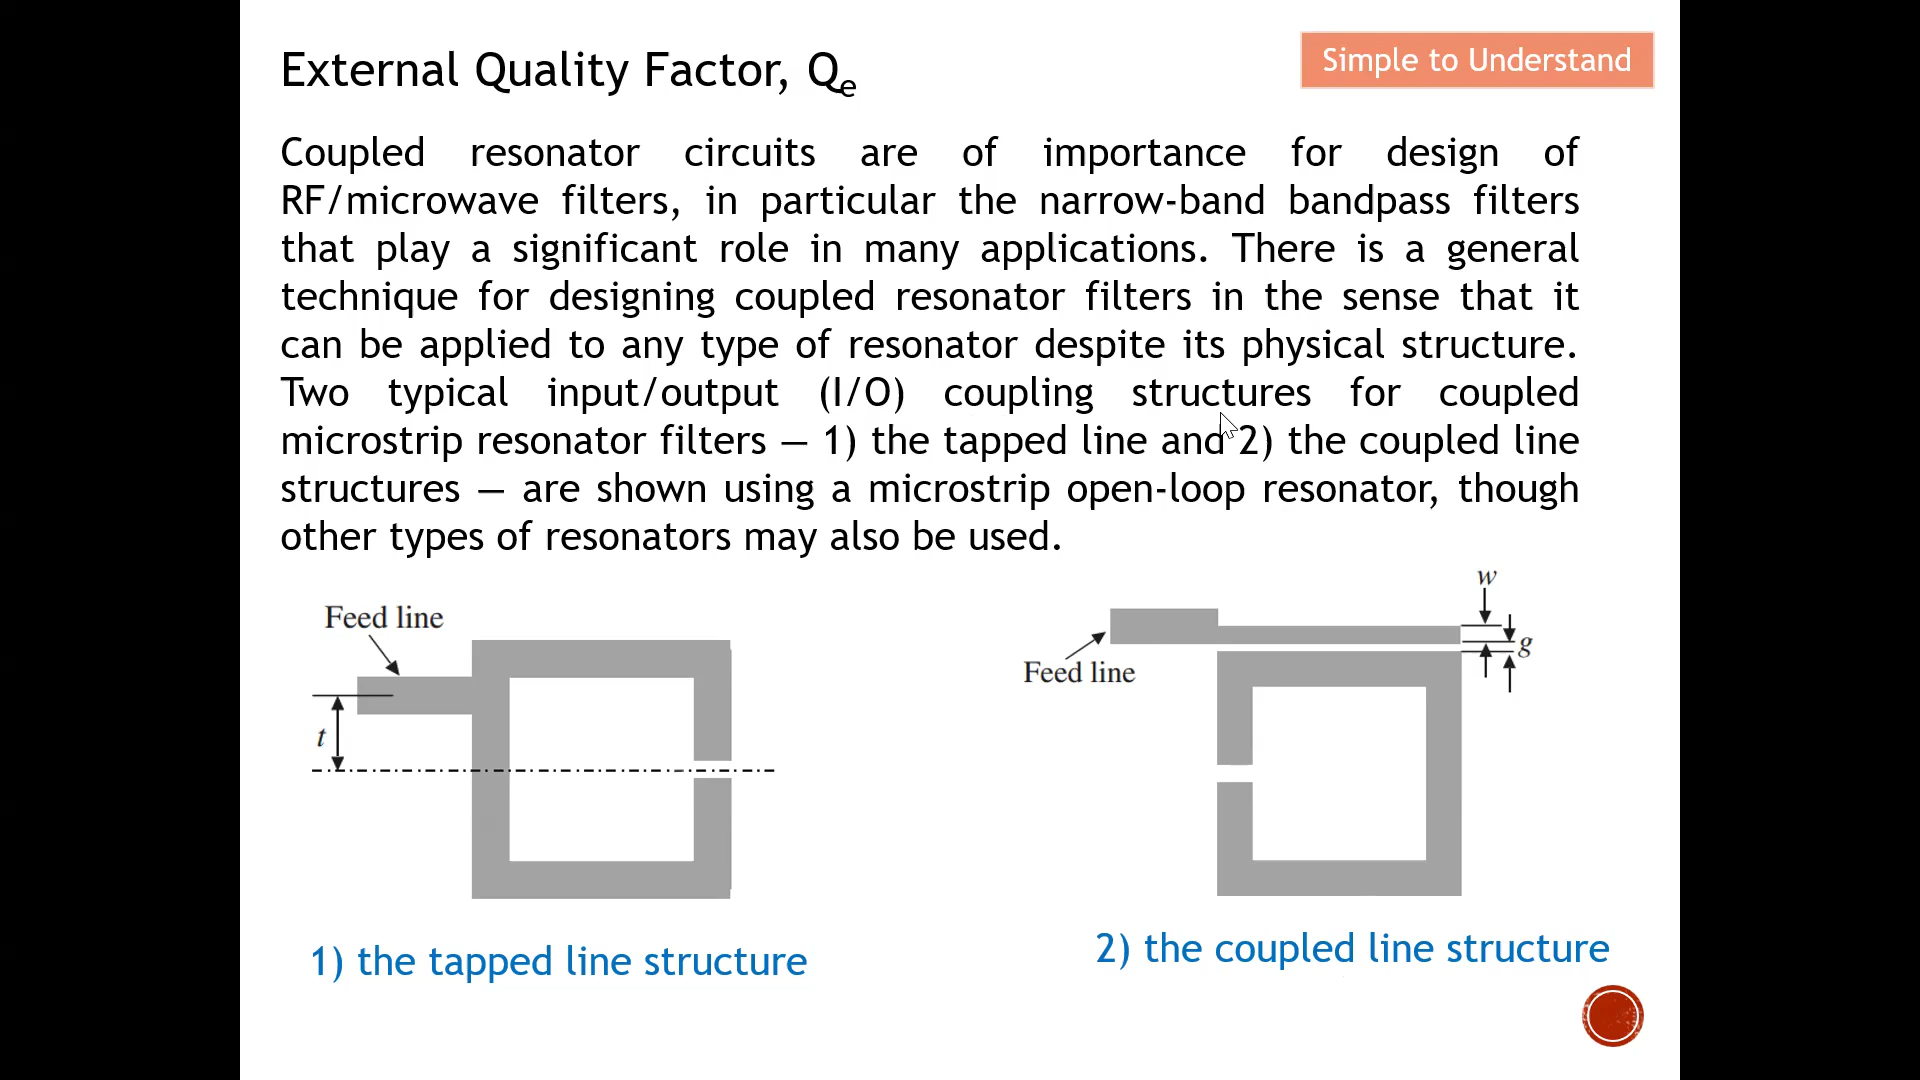 External Quality Factor, Qe
Simple to Understand
Coupled resonator circuits are of importance for design of
RF/microwave filters, in particular the narrow-band bandpass filters
that play a significant role in many applications. There is a general
technique for designing coupled resonator filters in the sense that it
can be applied to any type of resonator despite its physical structure.
Two typical input/output (I/O) coupling structures for coupled
microstrip resonator filters — 1) the tapped line and 2) the coupled line
structures — are shown using a microstrip open-loop resonator, though
other types of resonators may also be used.
Feed line
t
1) the tapped line structure
w
g
Feed line
2) the coupled line structure